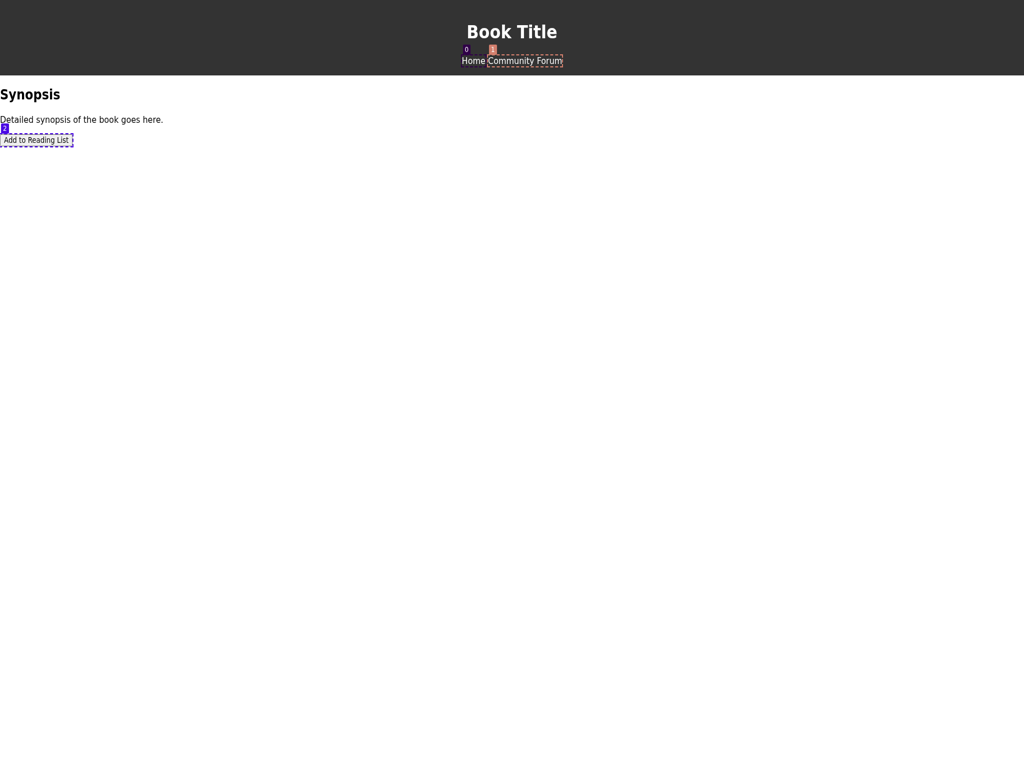 Book Title
0 1
Home Community Forum
Synopsis
Detailed synopsis of the book goes here.
2
Add to Reading List